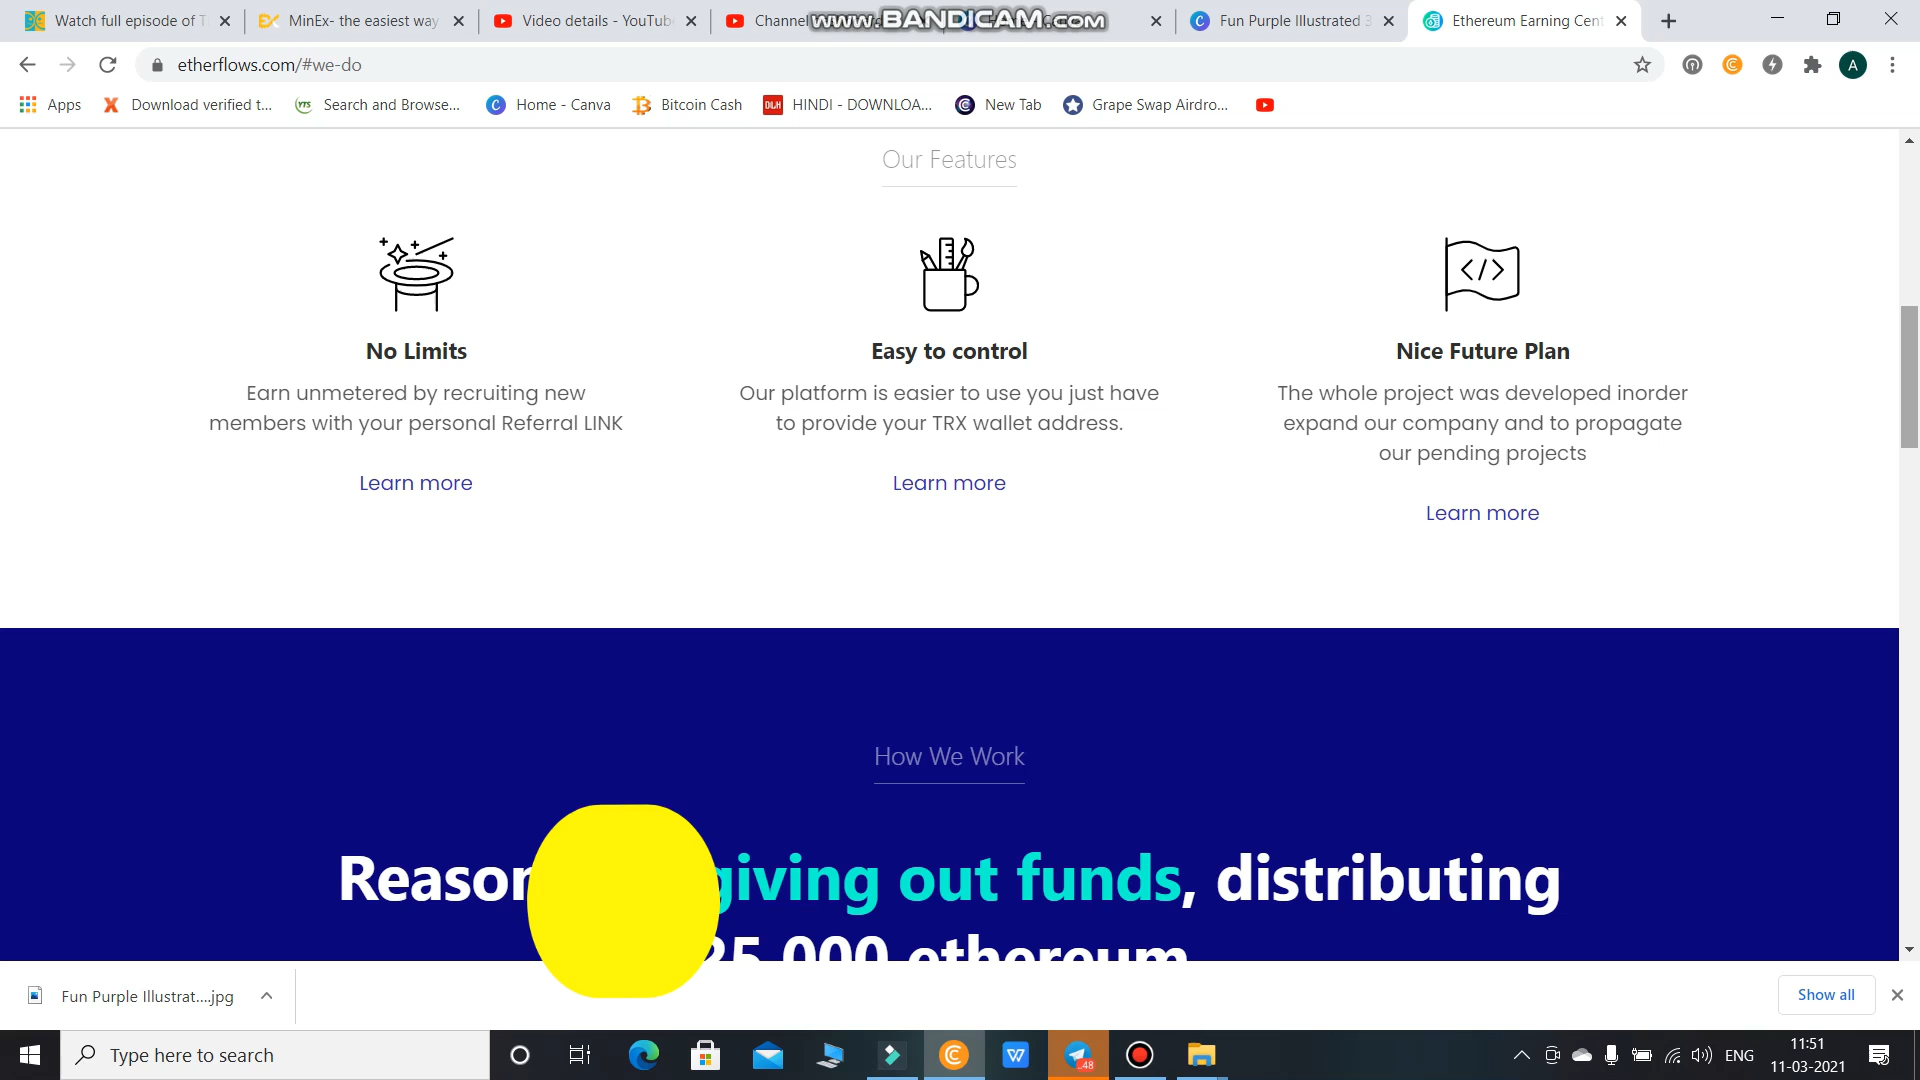 Watch full episode of T
MinEx- the easiest way
Video details - YouTub
Channel
www.BANDICAM.com
Fun Purple Illustrated 3
Ethereum Earning Cent
etherflows.com/#we-do
A
Apps
Download verified t...
Search and Browse...
Home - Canva
Bitcoin Cash
HINDI - DOWNLOA...
New Tab
Grape Swap Airdro...
Our Features
No Limits
Earn unmetered by recruiting new
members with your personal Referral LINK
Learn more
Easy to control
Our platform is easier to use you just have
to provide your TRX wallet address.
Learn more
Nice Future Plan
The whole project was developed inorder
expand our company and to propagate
our pending projects
Learn more
How We Work
Reason giving out funds, distributing
25,000 ethereum
Fun Purple Illustrat....jpg
Show all
Type here to search
48
ENG
11:51
11-03-2021